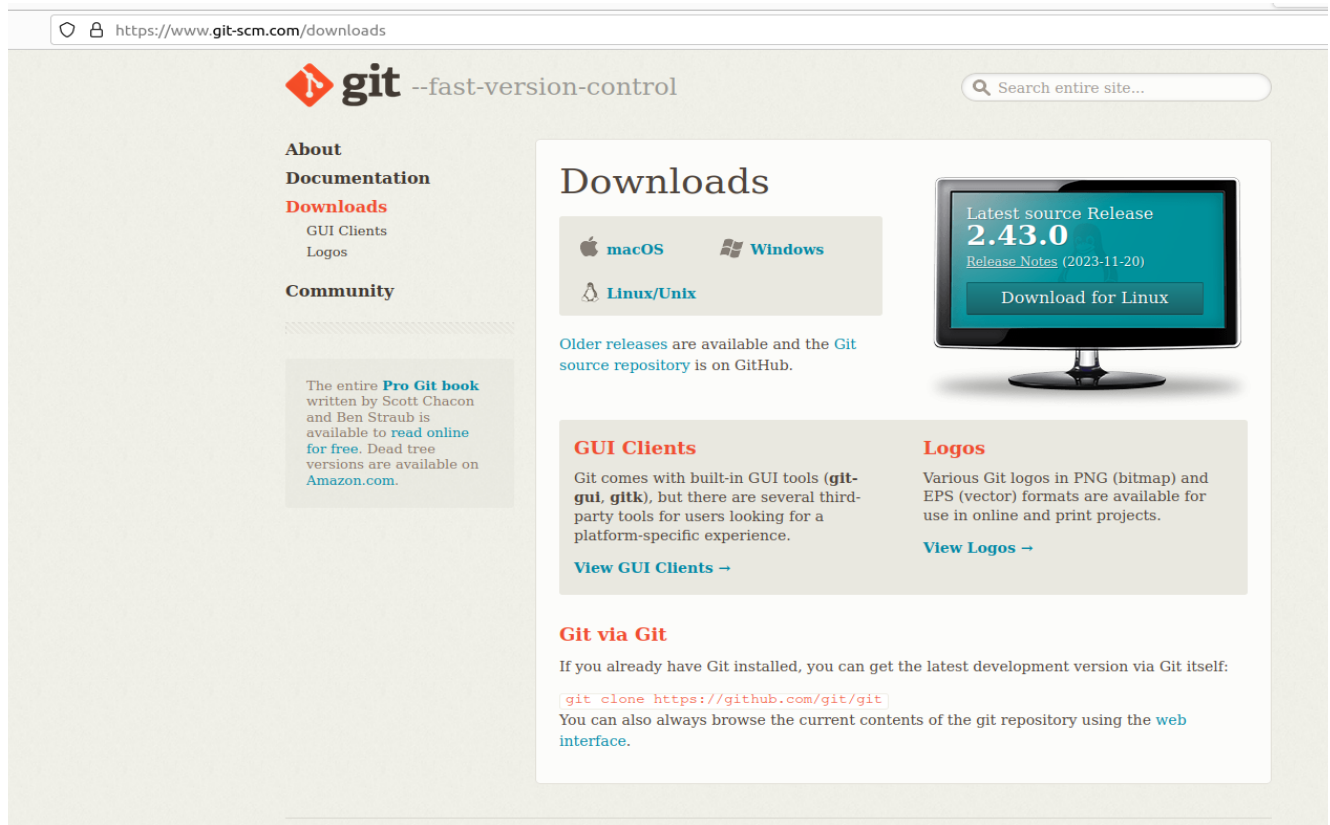 https://www.git-scm.com/downloads
git --fast-version-control
Search entire site...
About
Documentation
Downloads
GUI Clients
Logos
Community
The entire Pro Git book
written by Scott Chacon
and Ben Straub is
available to read online
for free. Dead tree
versions are available on
Amazon.com.
Downloads
macOS
Windows
Linux/Unix
Older releases are available and the Git
source repository is on GitHub.
Latest source Release
2.43.0
Release Notes (2023-11-20)
Download for Linux
GUI Clients
Git comes with built-in GUI tools (git-
gui, gitk), but there are several third-
party tools for users looking for a
platform-specific experience.
View GUI Clients →
Logos
Various Git logos in PNG (bitmap) and
EPS (vector) formats are available for
use in online and print projects.
View Logos →
Git via Git
If you already have Git installed, you can get the latest development version via Git itself:
git clone https://github.com/git/git
You can also always browse the current contents of the git repository using the web
interface.